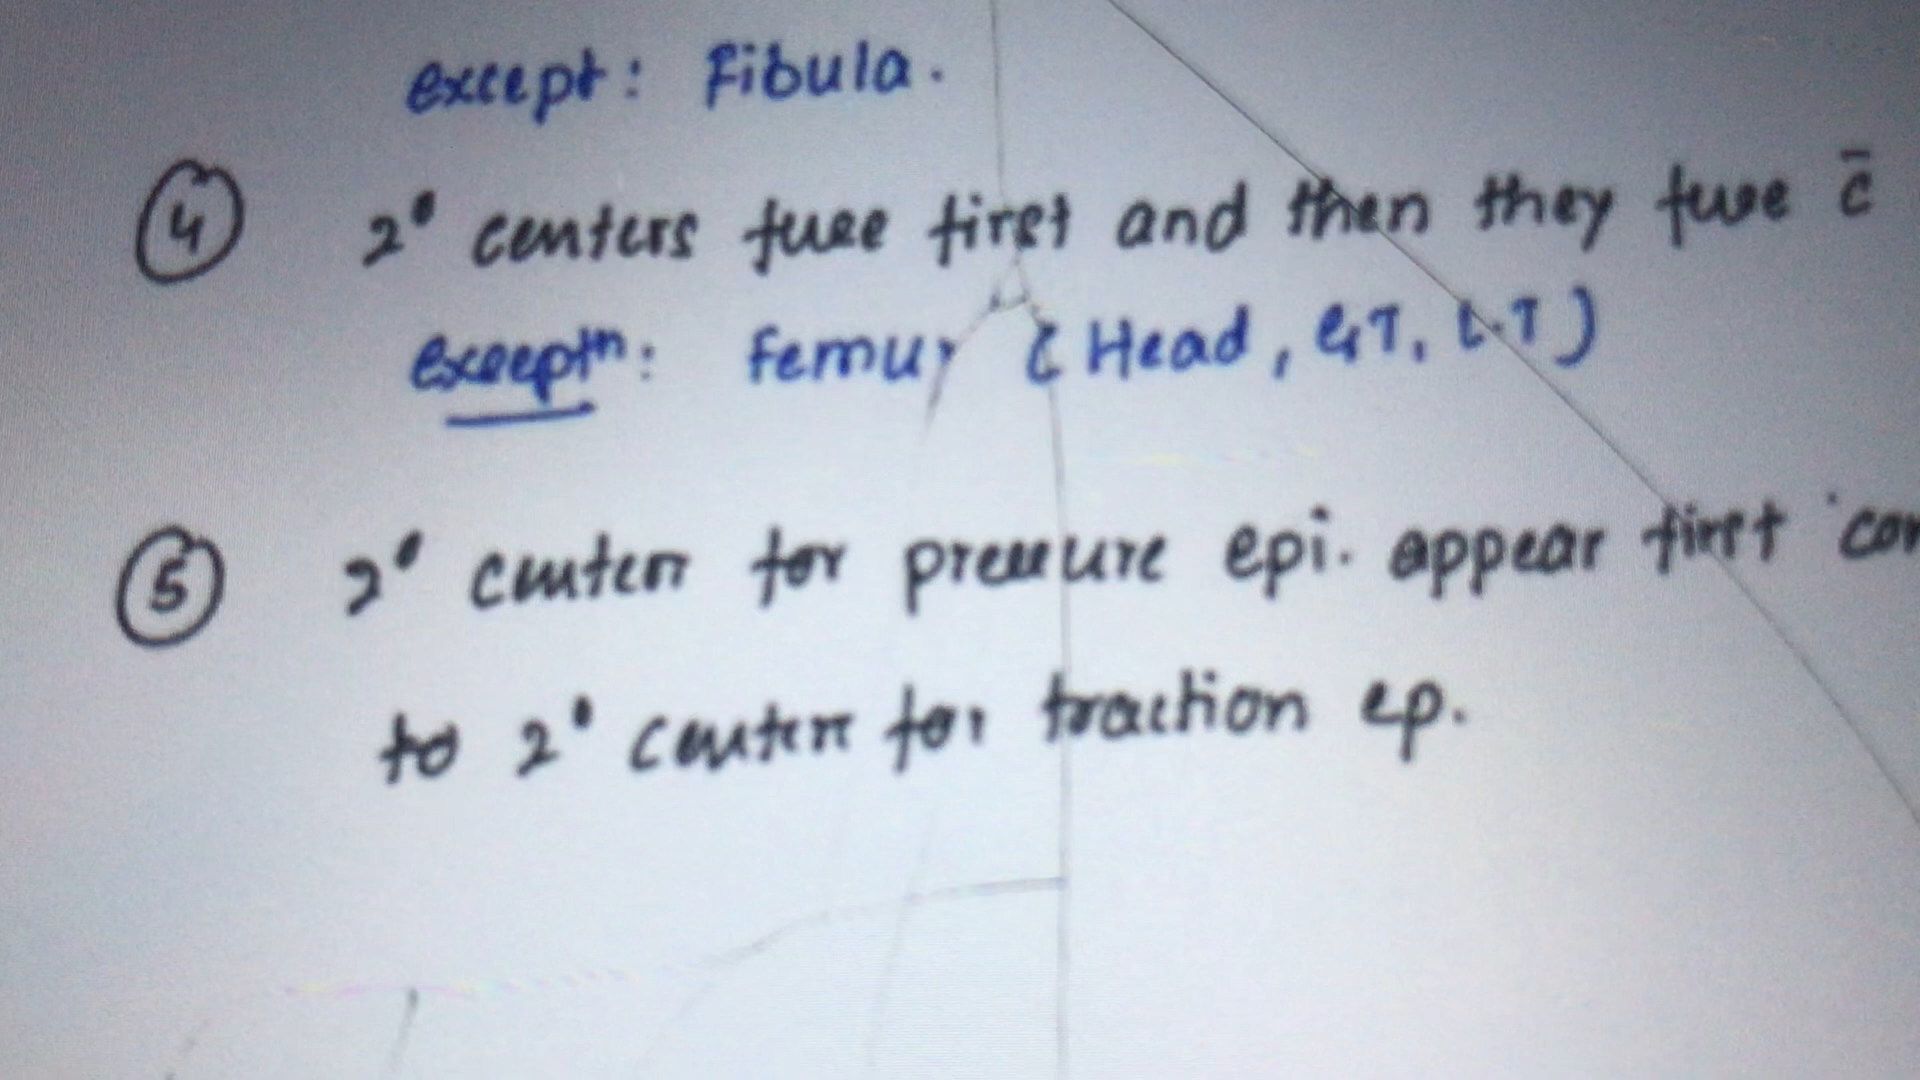 except: Fibula.
④ 2° centers fuse first and then they fuse c̄
exceptⁿ: Femur (Head, GT, L.T)
⑤ 2° centers for pressure epi. appear first
to 2° centers for traction ep.